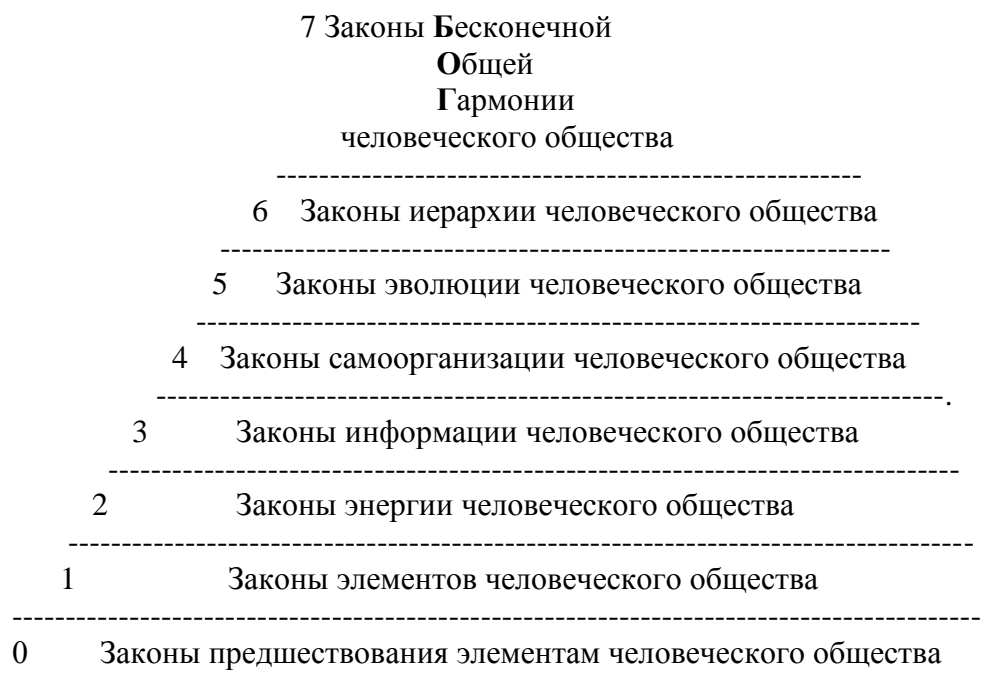 7 Законы Бесконечной
Общей
Гармонии
человеческого общества
-------------------------------------------------------
6 Законы иерархии человеческого общества
---------------------------------------------------------------
5 Законы эволюции человеческого общества
--------------------------------------------------------------------
4 Законы самоорганизации человеческого общества
--------------------------------------------------------------------------.
3 Законы информации человеческого общества
--------------------------------------------------------------------------------
2 Законы энергии человеческого общества
-------------------------------------------------------------------------------------
1 Законы элементов человеческого общества
-------------------------------------------------------------------------------------------
0 Законы предшествования элементам человеческого общества